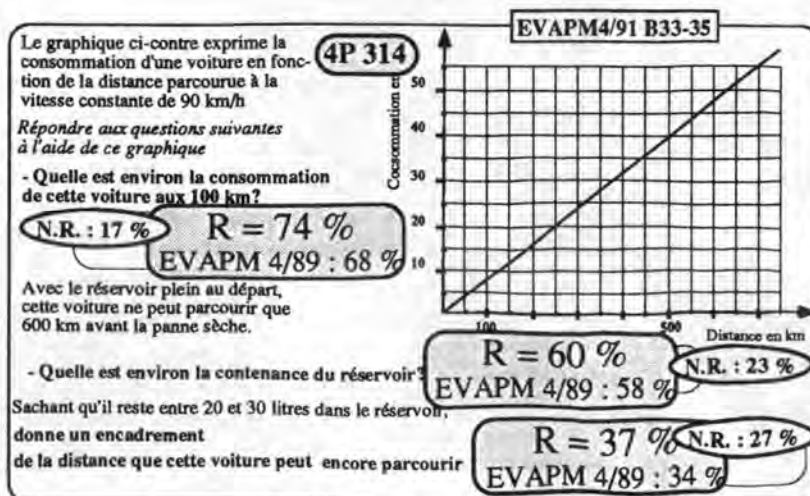 EVAPM4/91 B33-35
Le graphique ci-contre exprime la
consommation d'une voiture en fonc-
tion de la distance parcourue à la
vitesse constante de 90 km/h
4P 314
Répondre aux questions suivantes
à l'aide de ce graphique
- Quelle est environ la consommation
de cette voiture aux 100 km?
N.R. : 17 %
R = 74 %
EVAPM 4/89 : 68 %
Cocsommation en
50
40
30
20
10
100
500
Distance en km
Avec le réservoir plein au départ,
cette voiture ne peut parcourir que
600 km avant la panne sèche.
- Quelle est environ la contenance du réservoir?
R = 60 %
EVAPM 4/89 : 58 %
N.R. : 23 %
Sachant qu'il reste entre 20 et 30 litres dans le réservoir,
donne un encadrement
de la distance que cette voiture peut encore parcourir
R = 37 %
EVAPM 4/89 : 34 %
N.R. : 27 %